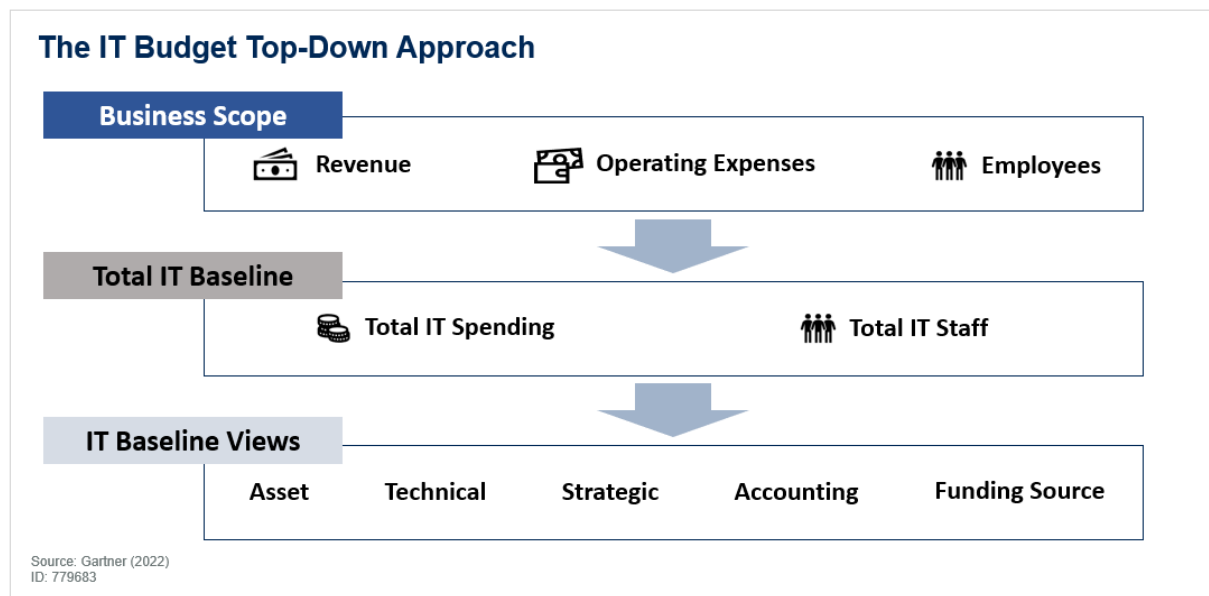 The IT Budget Top-Down Approach
Business Scope
Revenue
Operating Expenses
Employees
Total IT Baseline
Total IT Spending
Total IT Staff
IT Baseline Views
Asset
Technical
Strategic
Accounting
Funding Source
Source: Gartner (2022)
ID: 779683